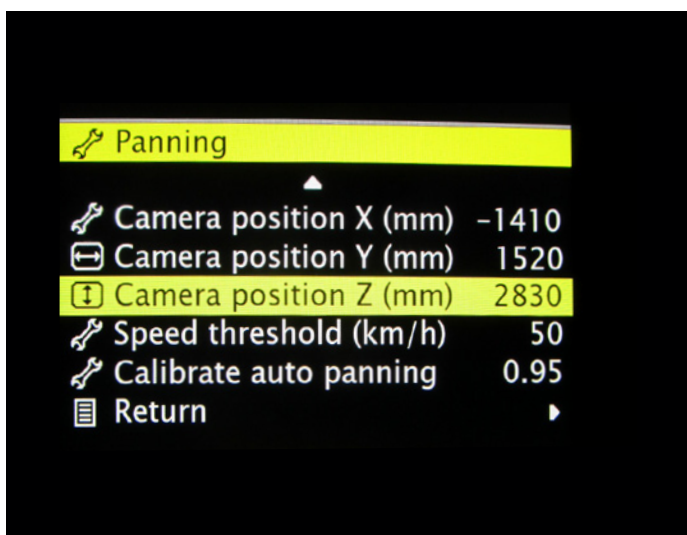 Panning
Camera position X (mm) -1410
Camera position Y (mm) 1520
Camera position Z (mm) 2830
Speed threshold (km/h) 50
Calibrate auto panning 0.95
Return